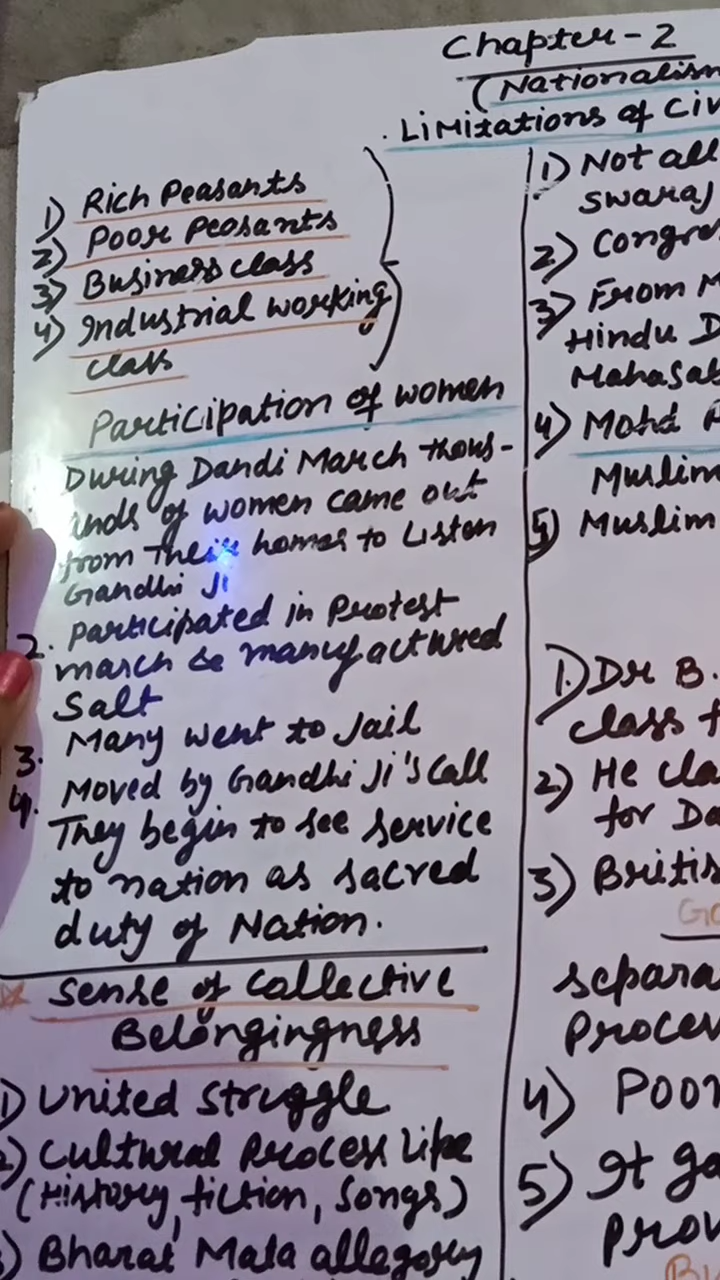 Chapter - 2
(Nationalism
Limitations of Civ
1) Rich Peasants
2) Poor Peasants
3) Business class
4) Industrial working
class
Participation of women
During Dandi March thous-
ands of women came out
from their homes to Listen
Gandhi Ji
2. Participated in Protest
march & manufactured
Salt
3. Many went to Jail
4. Moved by Gandhi Ji's Call
They begin to see service
to nation as sacred
duty of Nation.
Sense of Collective
Belongingness
1) United Struggle
2) Cultural Process Like
(History, fiction, Songs)
3) Bharat Mata allegory
1) Not all
swaraj
2) Congre
3) From M
Hindu D
Mahasab
4) Mohd
Muslim
5) Muslim
1. Dr B.
class
2) He cla
for Da
3) Britis
separa
Proces
4) Poon
5) It ga
prov